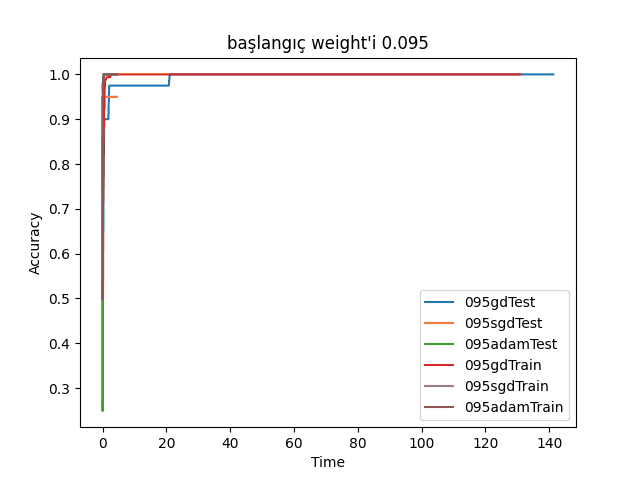 başlangıç weight'i 0.095
Accuracy
1.0
0.9
0.8
0.7
0.6
0.5
0.4
0.3
095gdTest
095sgdTest
095adamTest
095gdTrain
095sgdTrain
095adamTrain
0 20 40 60 80 100 120 140
Time